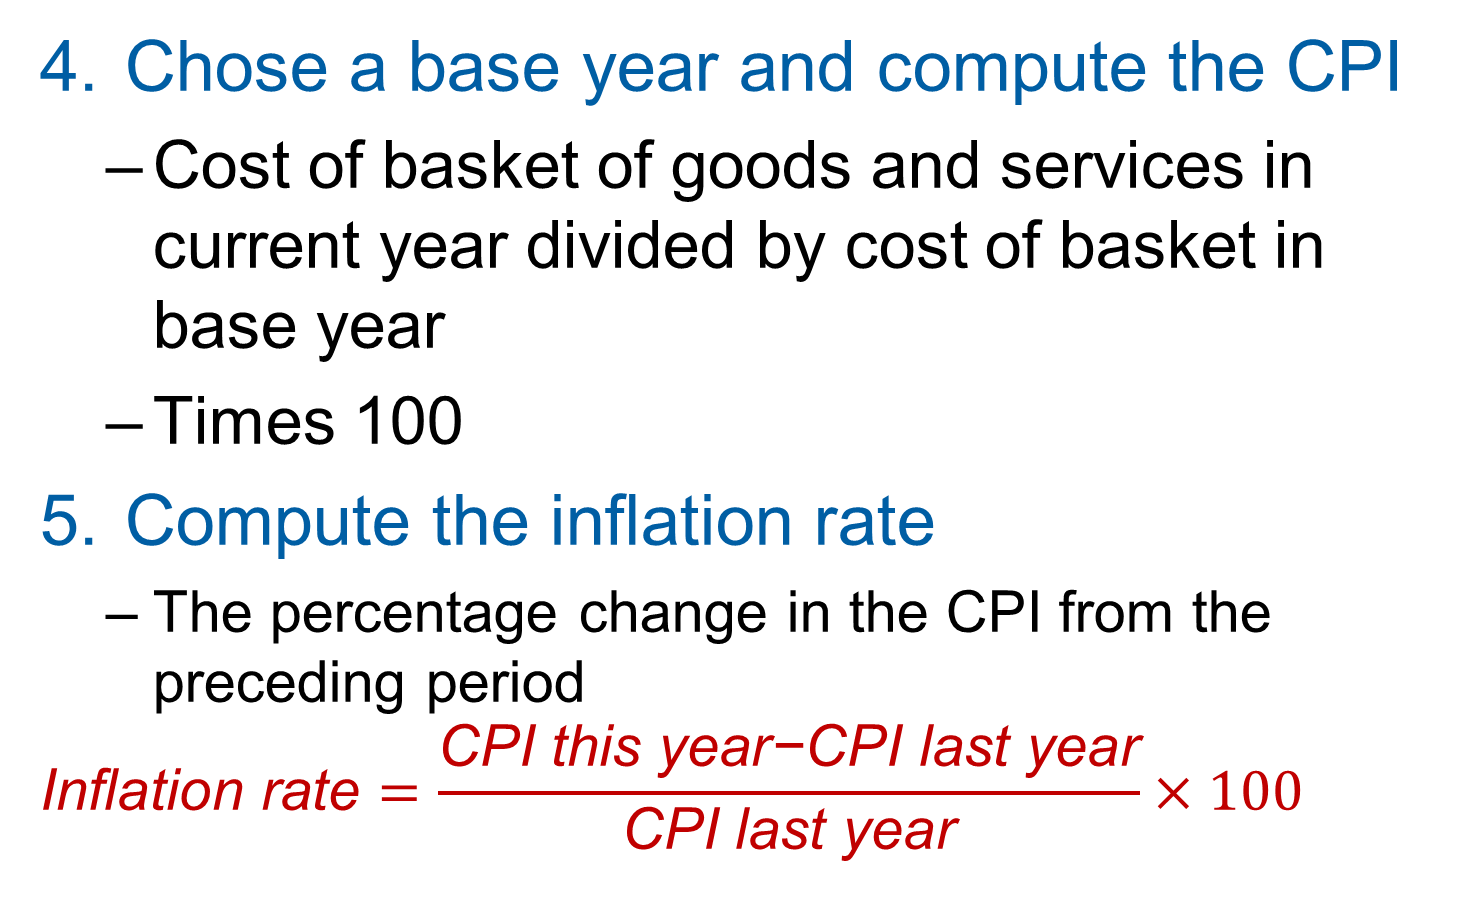 4. Chose a base year and compute the CPI
– Cost of basket of goods and services in
current year divided by cost of basket in
base year
– Times 100
5. Compute the inflation rate
– The percentage change in the CPI from the
preceding period
CPI this year−CPI last year
Inflation rate = × 100
CPI last year